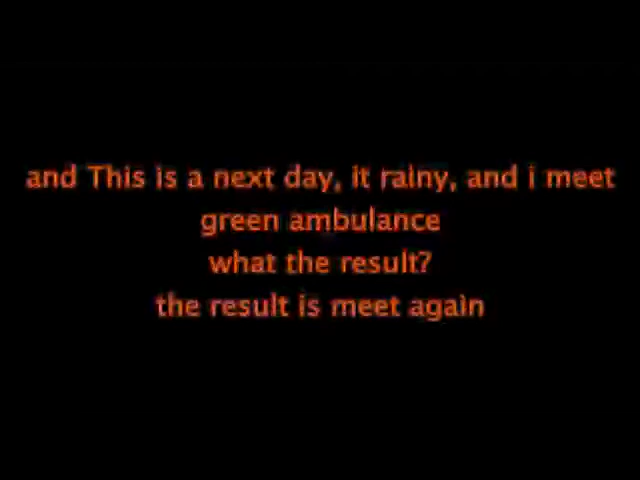 and This is a next day, it rainy, and i meet
green ambulance
what the result?
the result is meet again